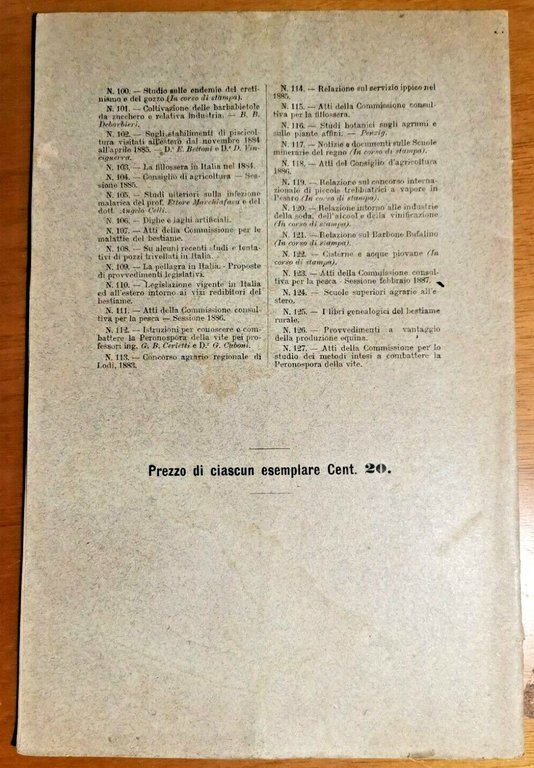 N. 100. — Studio sulle endemie del creti-
nismo e del gozzo (In corso di stampa).
N. 101. — Coltivazione delle barbabietole
da zucchero e relativa industria. — B. B.
Debarbieri.
N. 102. — Sugli stabilimenti di piscicol-
tura visitati all'estero dal novembre 1884
all'aprile 1885. — D.r E. Bettoni e D.r D. Vin-
ciguerra.
N. 103. — La fillossera in Italia nel 1884.
N. 104. — Consiglio di agricoltura — Ses-
sione 1885.
N. 105. — Studi ulteriori sulla infezione
malarica del prof. Ettore Marchiafava e del
dott. Angelo Celli.
N. 106. — Dighe e laghi artificiali.
N. 107. — Atti della Commissione per le
malattie del bestiame.
N. 108. — Su alcuni recenti studi e tenta-
tivi di pozzi trivellati in Italia.
N. 109. — La pellagra in Italia.- Proposte
di provvedimenti legislativi.
N. 110. — Legislazione vigente in Italia
ed all'estero intorno ai vizi redibitori del
bestiame.
N. 111. — Atti della Commissione consul-
tiva per la pesca — Sessione 1886.
N. 112. — Istruzioni per conoscere e com-
battere la Peronospora della vite pei pro-
fessori ing. G. B. Cerletti e D.r G. Cuboni.
N. 113. — Concorso agrario regionale di
Lodi, 1883.
N. 114. — Relazione sul servizio ippico nel
1885.
N. 115. — Atti della Commissione consul-
tiva per la fillossera.
N. 116. — Studi botanici sugli agrumi e
sulle piante affini. — Penzig.
N. 117. — Notizie e documenti sulle Scuole
minerarie del regno (In corso di stampa).
N. 118. — Atti del Consiglio d'agricoltura
1886.
N. 119. — Relazione sul concorso interna-
zionale di piccole trebbiatrici a vapore in
Pesaro (In corso di stampa).
N. 120. — Relazione intorno alle industrie
della soda, dell'alcool e della vinificazione
(In corso di stampa).
N. 121. — Relazione sul Barbone Bufalino
(In corso di stampa).
N. 122. — Cisterne e acque piovane (In
corso di stampa).
N. 123. — Atti della Commissione consul-
tiva per la pesca - Sessione febbraio 1887.
N. 124. — Scuole superiori agrarie all'e-
stero.
N. 125. — I libri genealogici del bestiame
rurale.
N. 126. — Provvedimenti a vantaggio
della produzione equina.
N. 127. — Atti della Commissione per lo
studio dei metodi intesi a combattere la
Peronospora della vite.
Prezzo di ciascun esemplare Cent. 20.